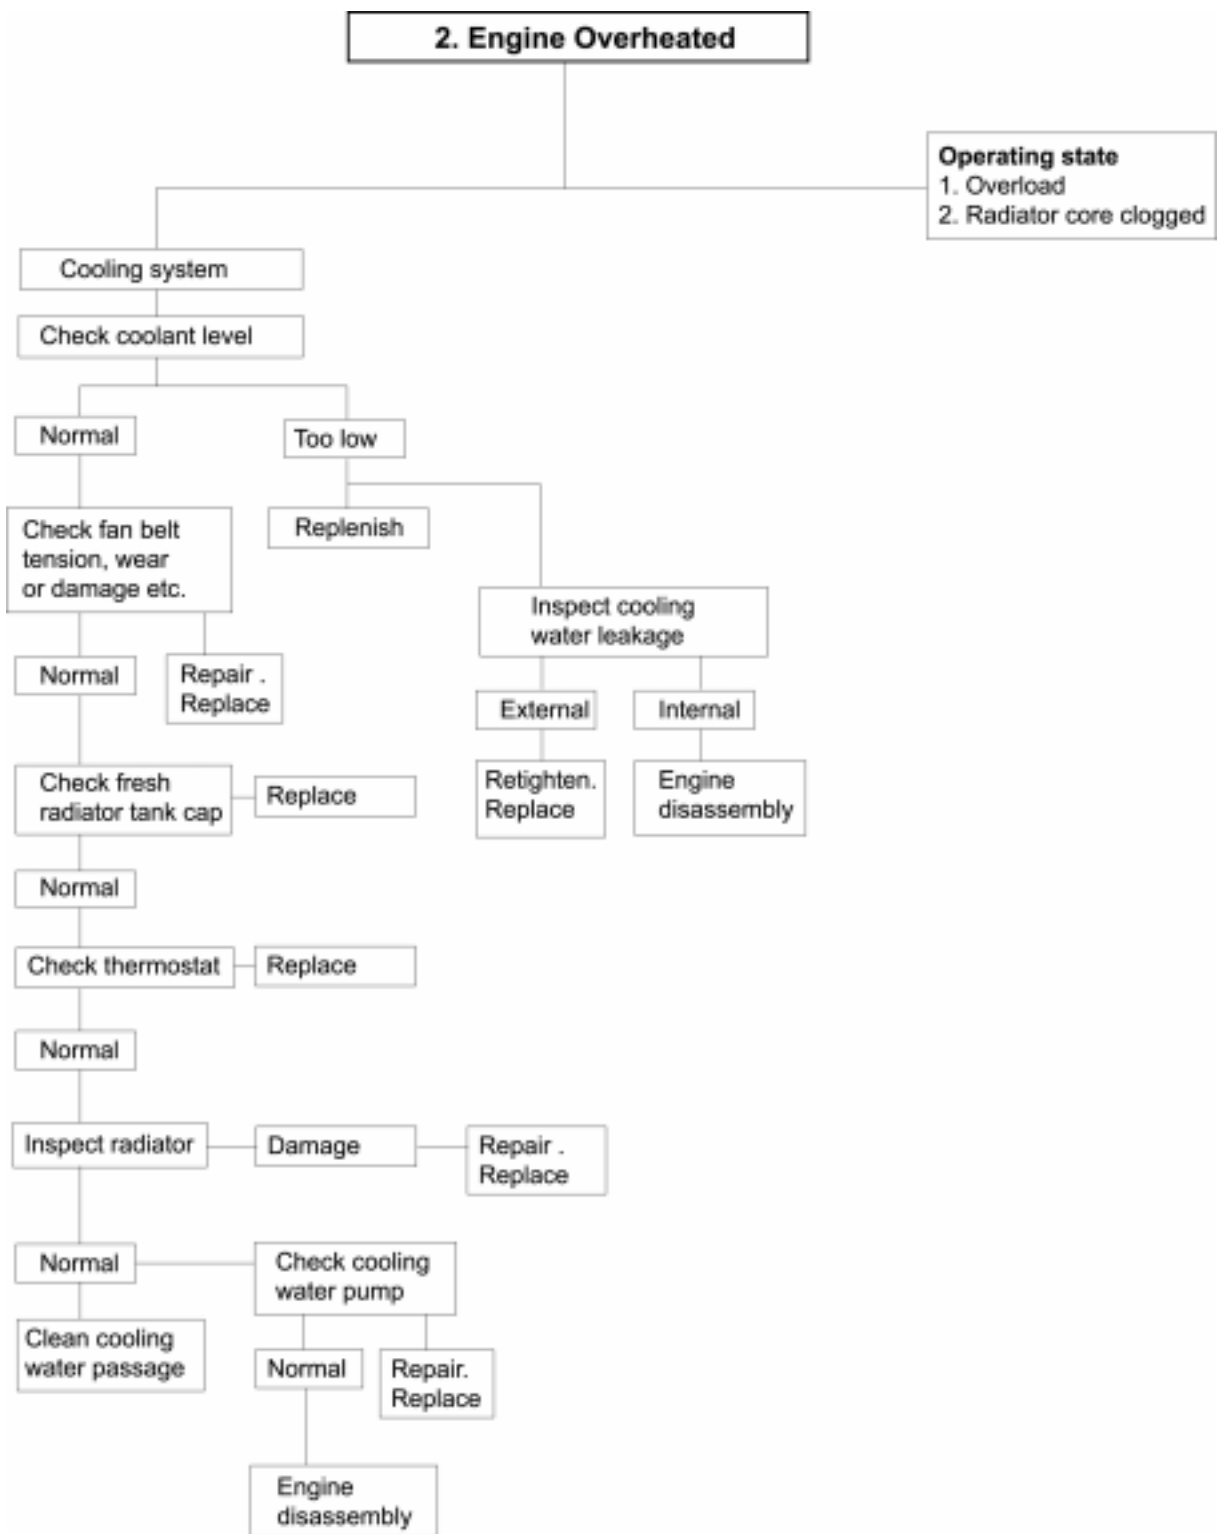 2. Engine Overheated
Operating state
1. Overload
2. Radiator core clogged
Cooling system
Check coolant level
Normal
Too low
Check fan belt
tension, wear
or damage etc.
Replenish
Inspect cooling
water leakage
Normal
Repair .
Replace
External
Internal
Check fresh
radiator tank cap
Replace
Retighten.
Replace
Engine
disassembly
Normal
Check thermostat
Replace
Normal
Inspect radiator
Damage
Repair .
Replace
Normal
Check cooling
water pump
Clean cooling
water passage
Normal
Repair.
Replace
Engine
disassembly